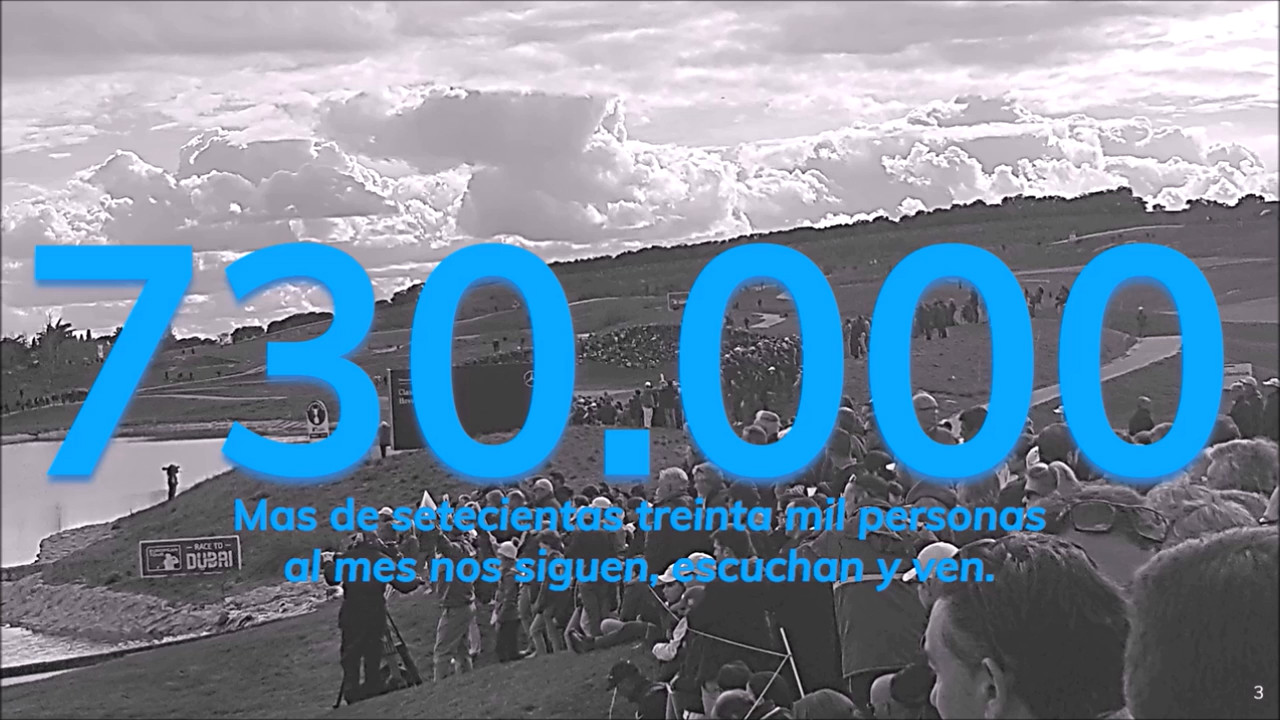 730.000
Mas de setecientas treinta mil personas
al mes nos siguen, escuchan y ven.
RACE TO
DUBAI
3